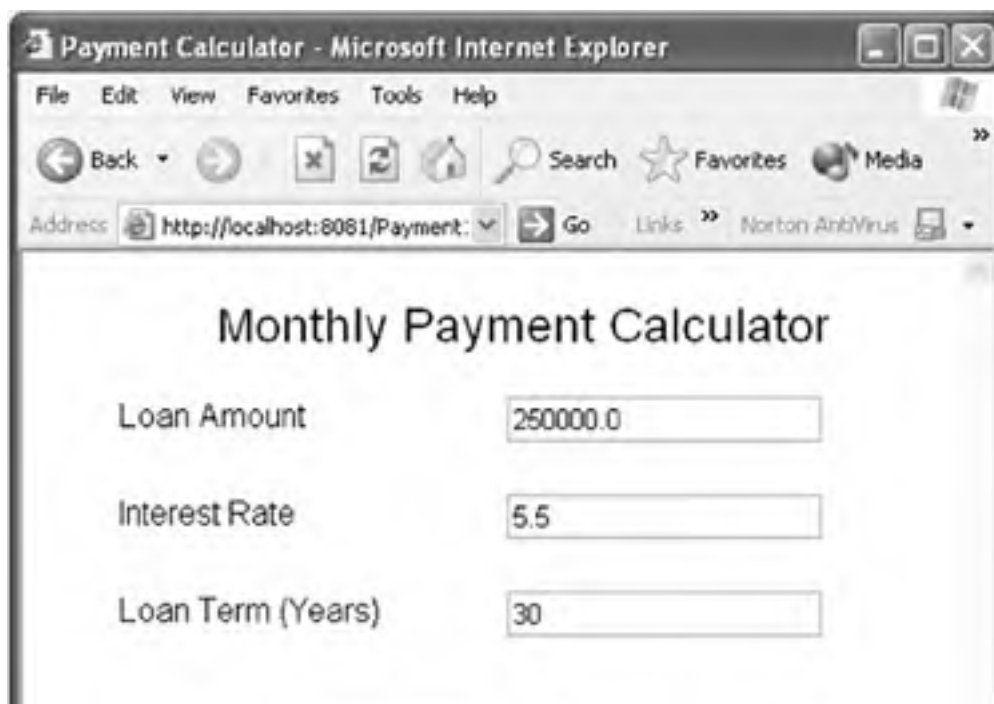 Payment Calculator - Microsoft Internet Explorer
File Edit View Favorites Tools Help
Back Search Favorites Media »
Address http://localhost:8081/Payment Go Links » Norton AntiVirus
Monthly Payment Calculator
Loan Amount 250000.0
Interest Rate 5.5
Loan Term (Years) 30